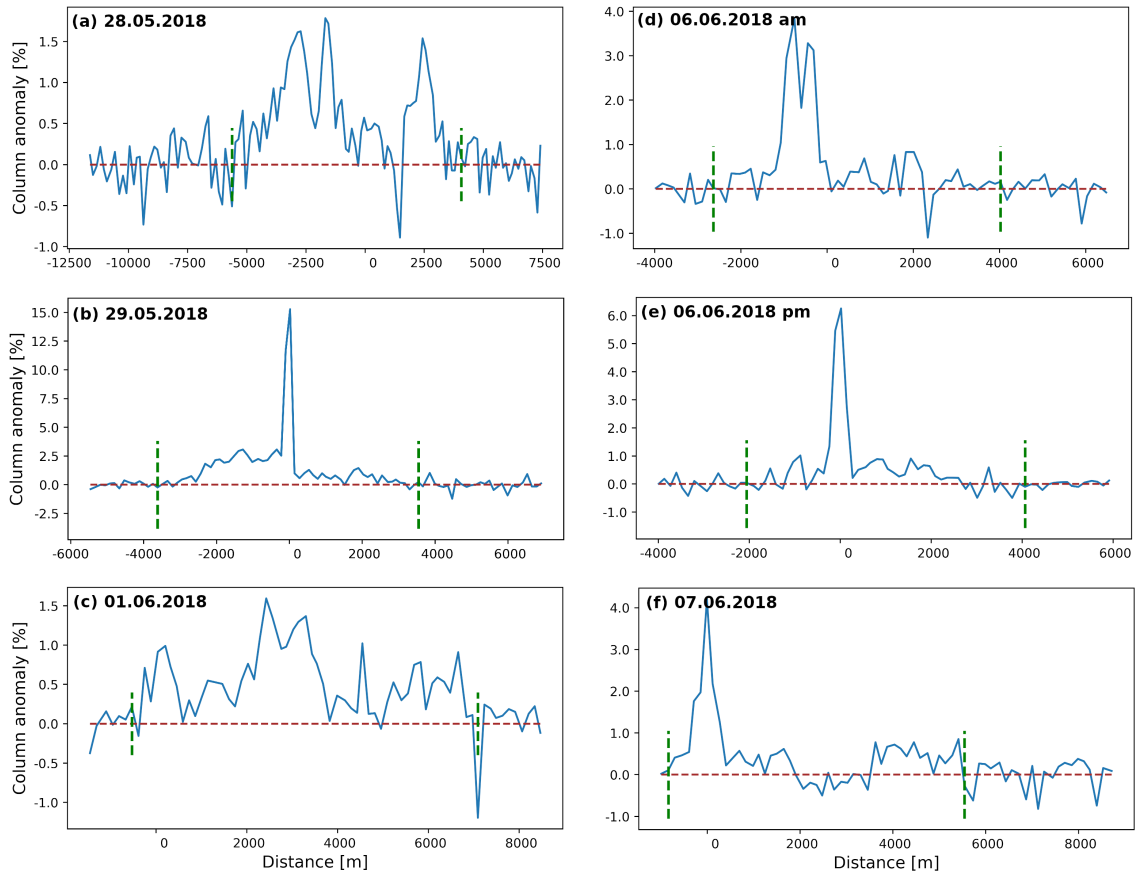 (a) 28.05.2018
Column anomaly [%]
1.5
1.0
0.5
0.0
-0.5
-1.0
-12500 -10000 -7500 -5000 -2500 0 2500 5000 7500
(d) 06.06.2018 am
4.0
3.0
2.0
1.0
0.0
-1.0
-4000 -2000 0 2000 4000 6000
(b) 29.05.2018
Column anomaly [%]
15.0
12.5
10.0
7.5
5.0
2.5
0.0
-2.5
-6000 -4000 -2000 0 2000 4000 6000
(e) 06.06.2018 pm
6.0
5.0
4.0
3.0
2.0
1.0
0.0
-1.0
-4000 -2000 0 2000 4000 6000
(c) 01.06.2018
Column anomaly [%]
1.5
1.0
0.5
0.0
-0.5
-1.0
0 2000 4000 6000 8000
Distance [m]
(f) 07.06.2018
4.0
3.0
2.0
1.0
0.0
-1.0
0 2000 4000 6000 8000
Distance [m]